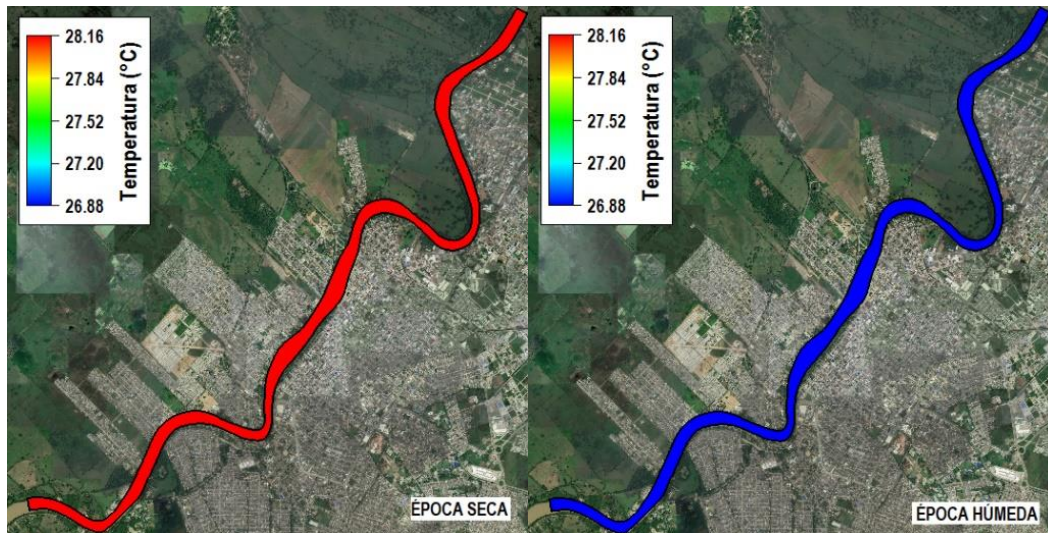 28.16
27.84
27.52
27.20
26.88
Temperatura (°C)
ÉPOCA SECA
28.16
27.84
27.52
27.20
26.88
Temperatura (°C)
ÉPOCA HÚMEDA